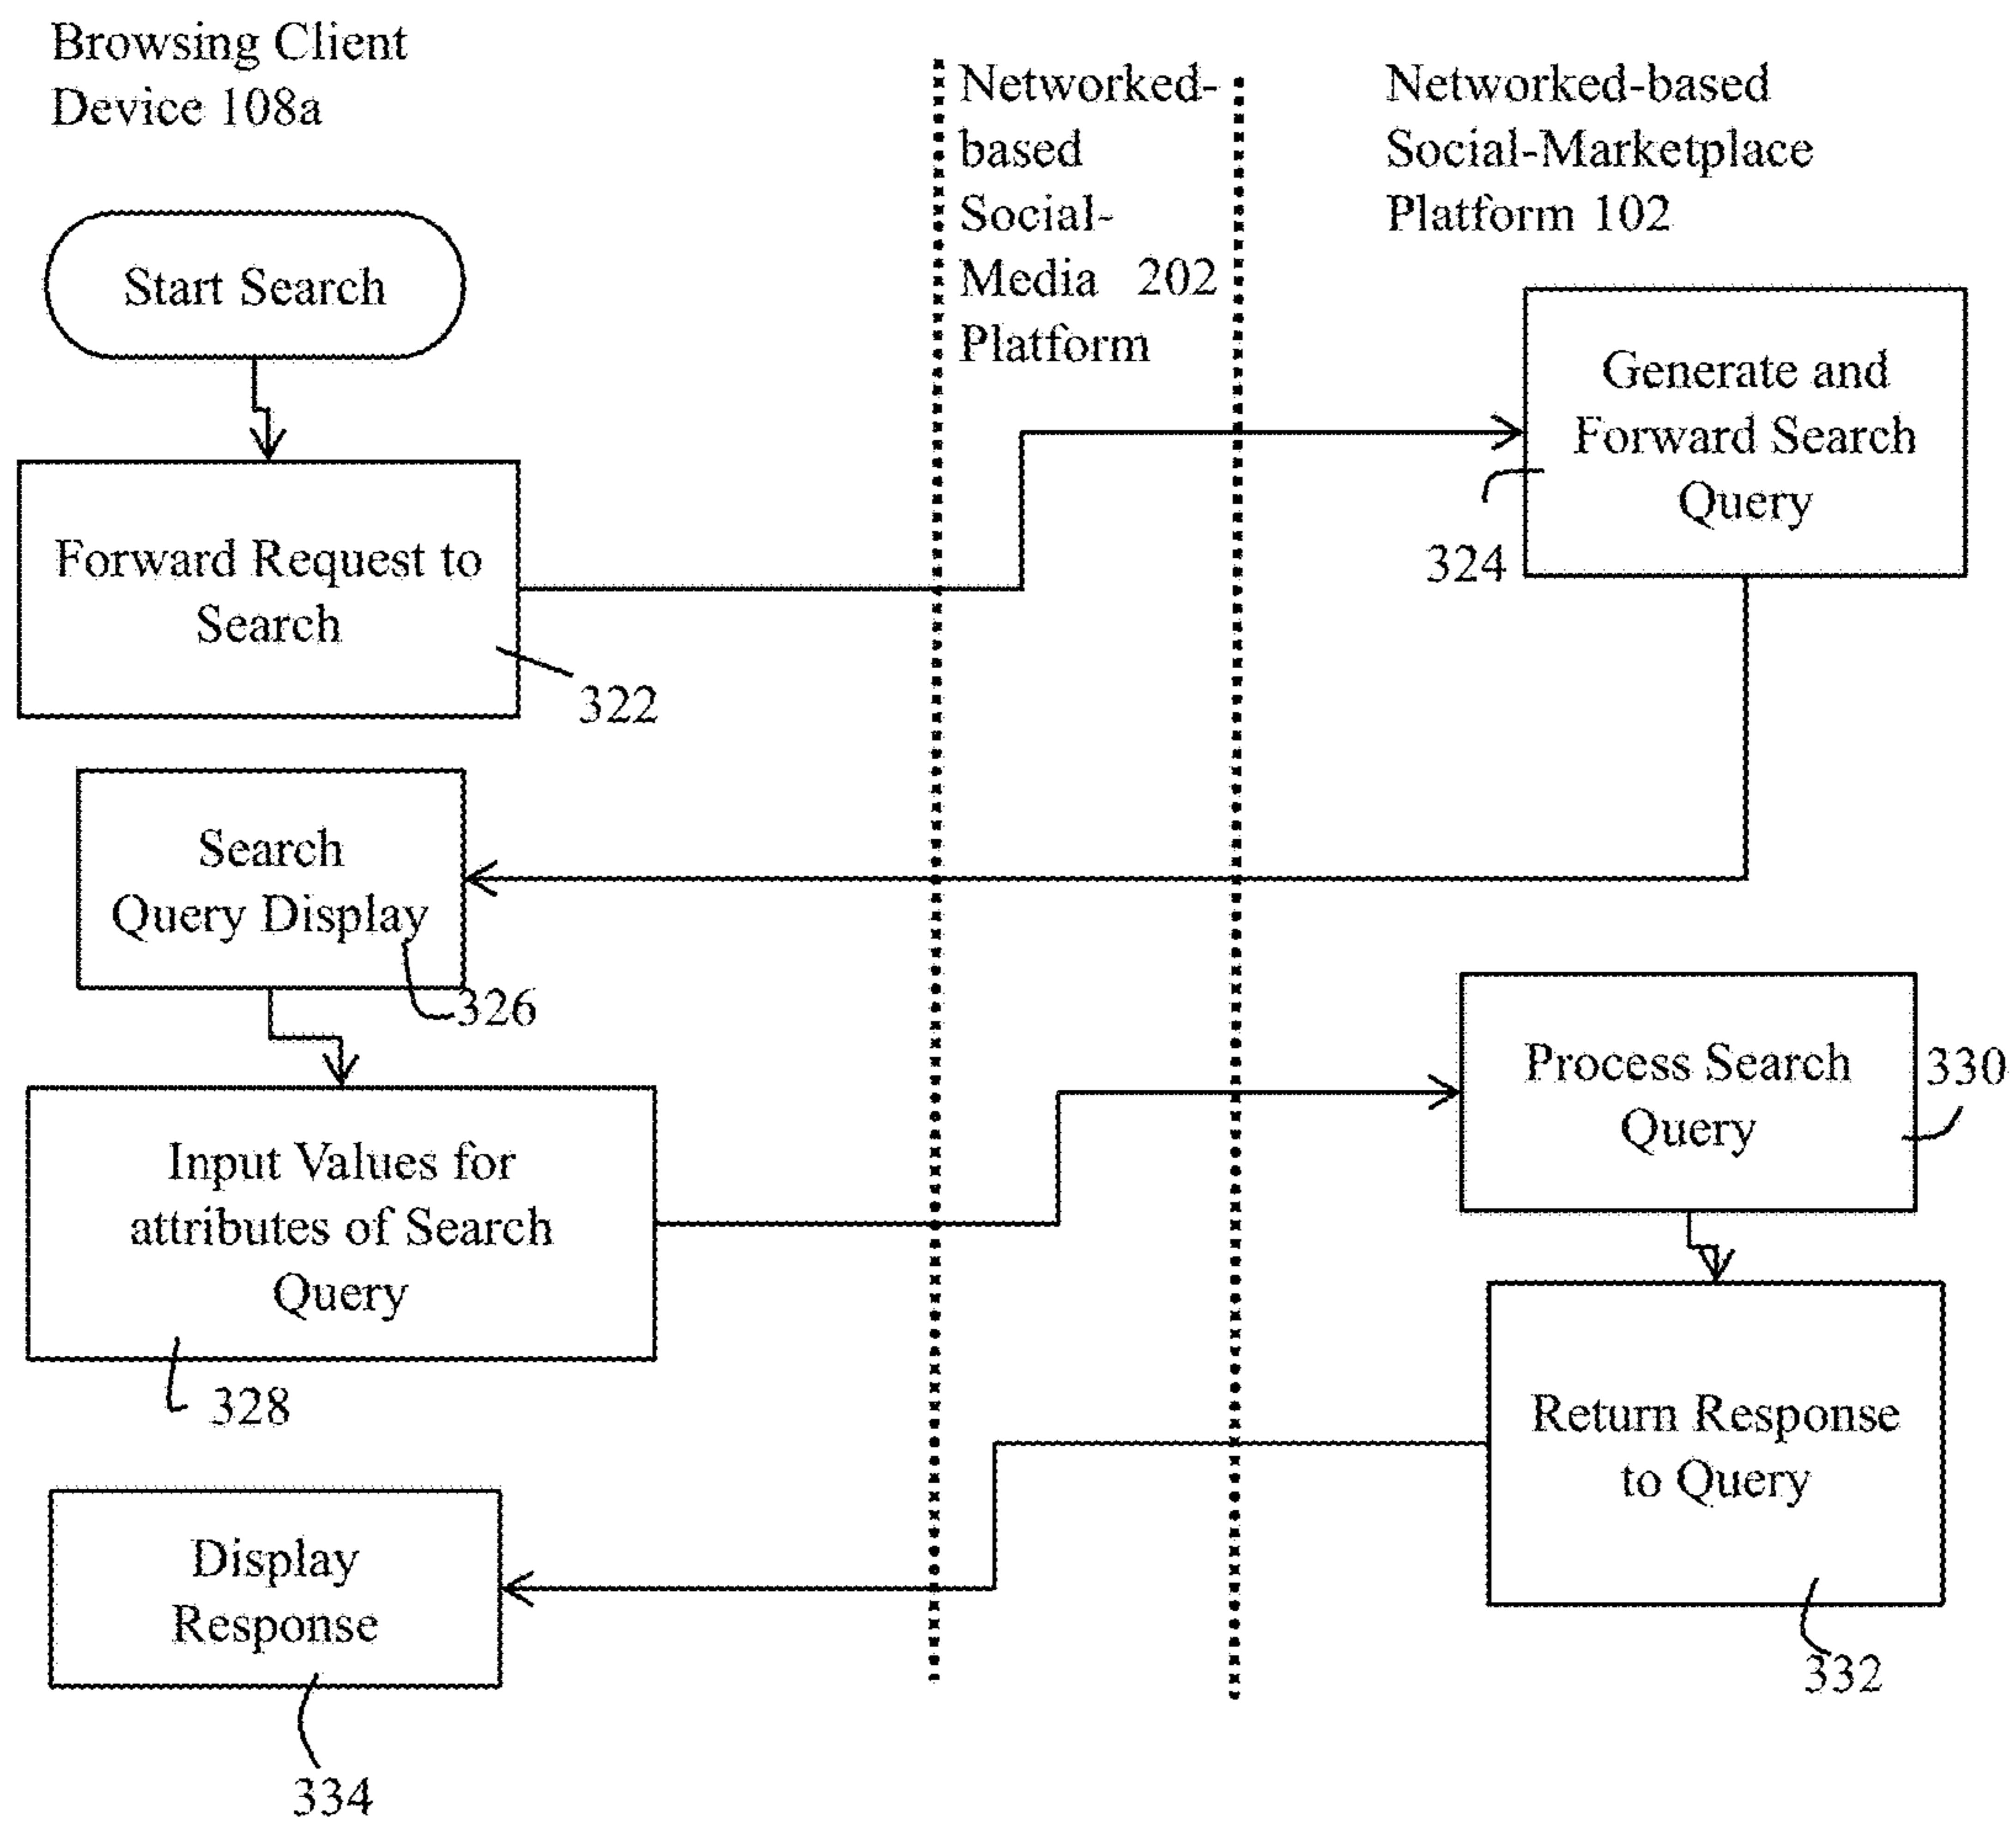 Browsing Client
Device 108a
Networked-
based
Social-
Media 202
Platform
Networked-based
Social-Marketplace
Platform 102
Start Search
Generate and
Forward Search
Query
324
Forward Request to
Search
322
Search
Query Display
326
Process Search
Query
330
Input Values for
attributes of Search
Query
328
Return Response
to Query
332
Display
Response
334